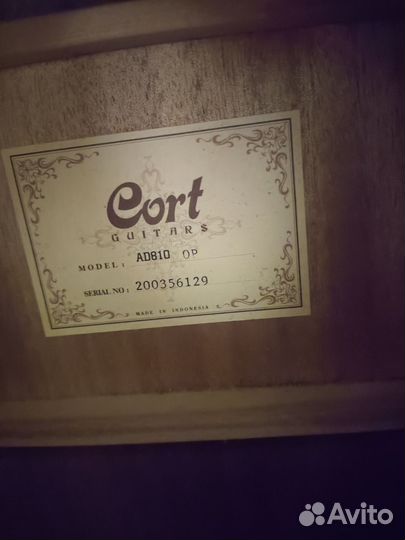 Cort
GUITARS
MODEL: AD810 OP
SERIAL NO: 200356129
MADE IN INDONESIA
Avito